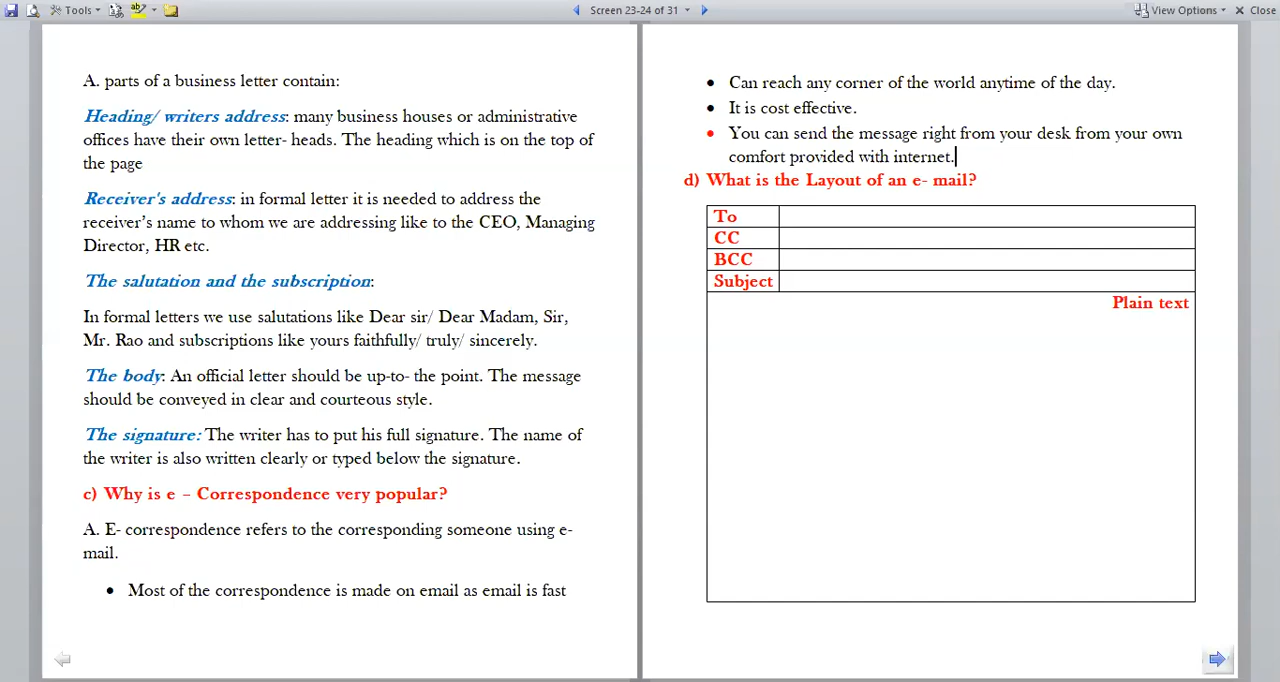 Tools
Screen 23-24 of 31
View Options
Close
A. parts of a business letter contain:
Heading/ writers address: many business houses or administrative
offices have their own letter- heads. The heading which is on the top of
the page
Receiver's address: in formal letter it is needed to address the
receiver’s name to whom we are addressing like to the CEO, Managing
Director, HR etc.
The salutation and the subscription:
In formal letters we use salutations like Dear sir/ Dear Madam, Sir,
Mr. Rao and subscriptions like yours faithfully/ truly/ sincerely.
The body: An official letter should be up-to- the point. The message
should be conveyed in clear and courteous style.
The signature: The writer has to put his full signature. The name of
the writer is also written clearly or typed below the signature.
c) Why is e – Correspondence very popular?
A. E- correspondence refers to the corresponding someone using e-
mail.
• Most of the correspondence is made on email as email is fast
• Can reach any corner of the world anytime of the day.
• It is cost effective.
• You can send the message right from your desk from your own
comfort provided with internet.
d) What is the Layout of an e- mail?
To
CC
BCC
Subject
Plain text